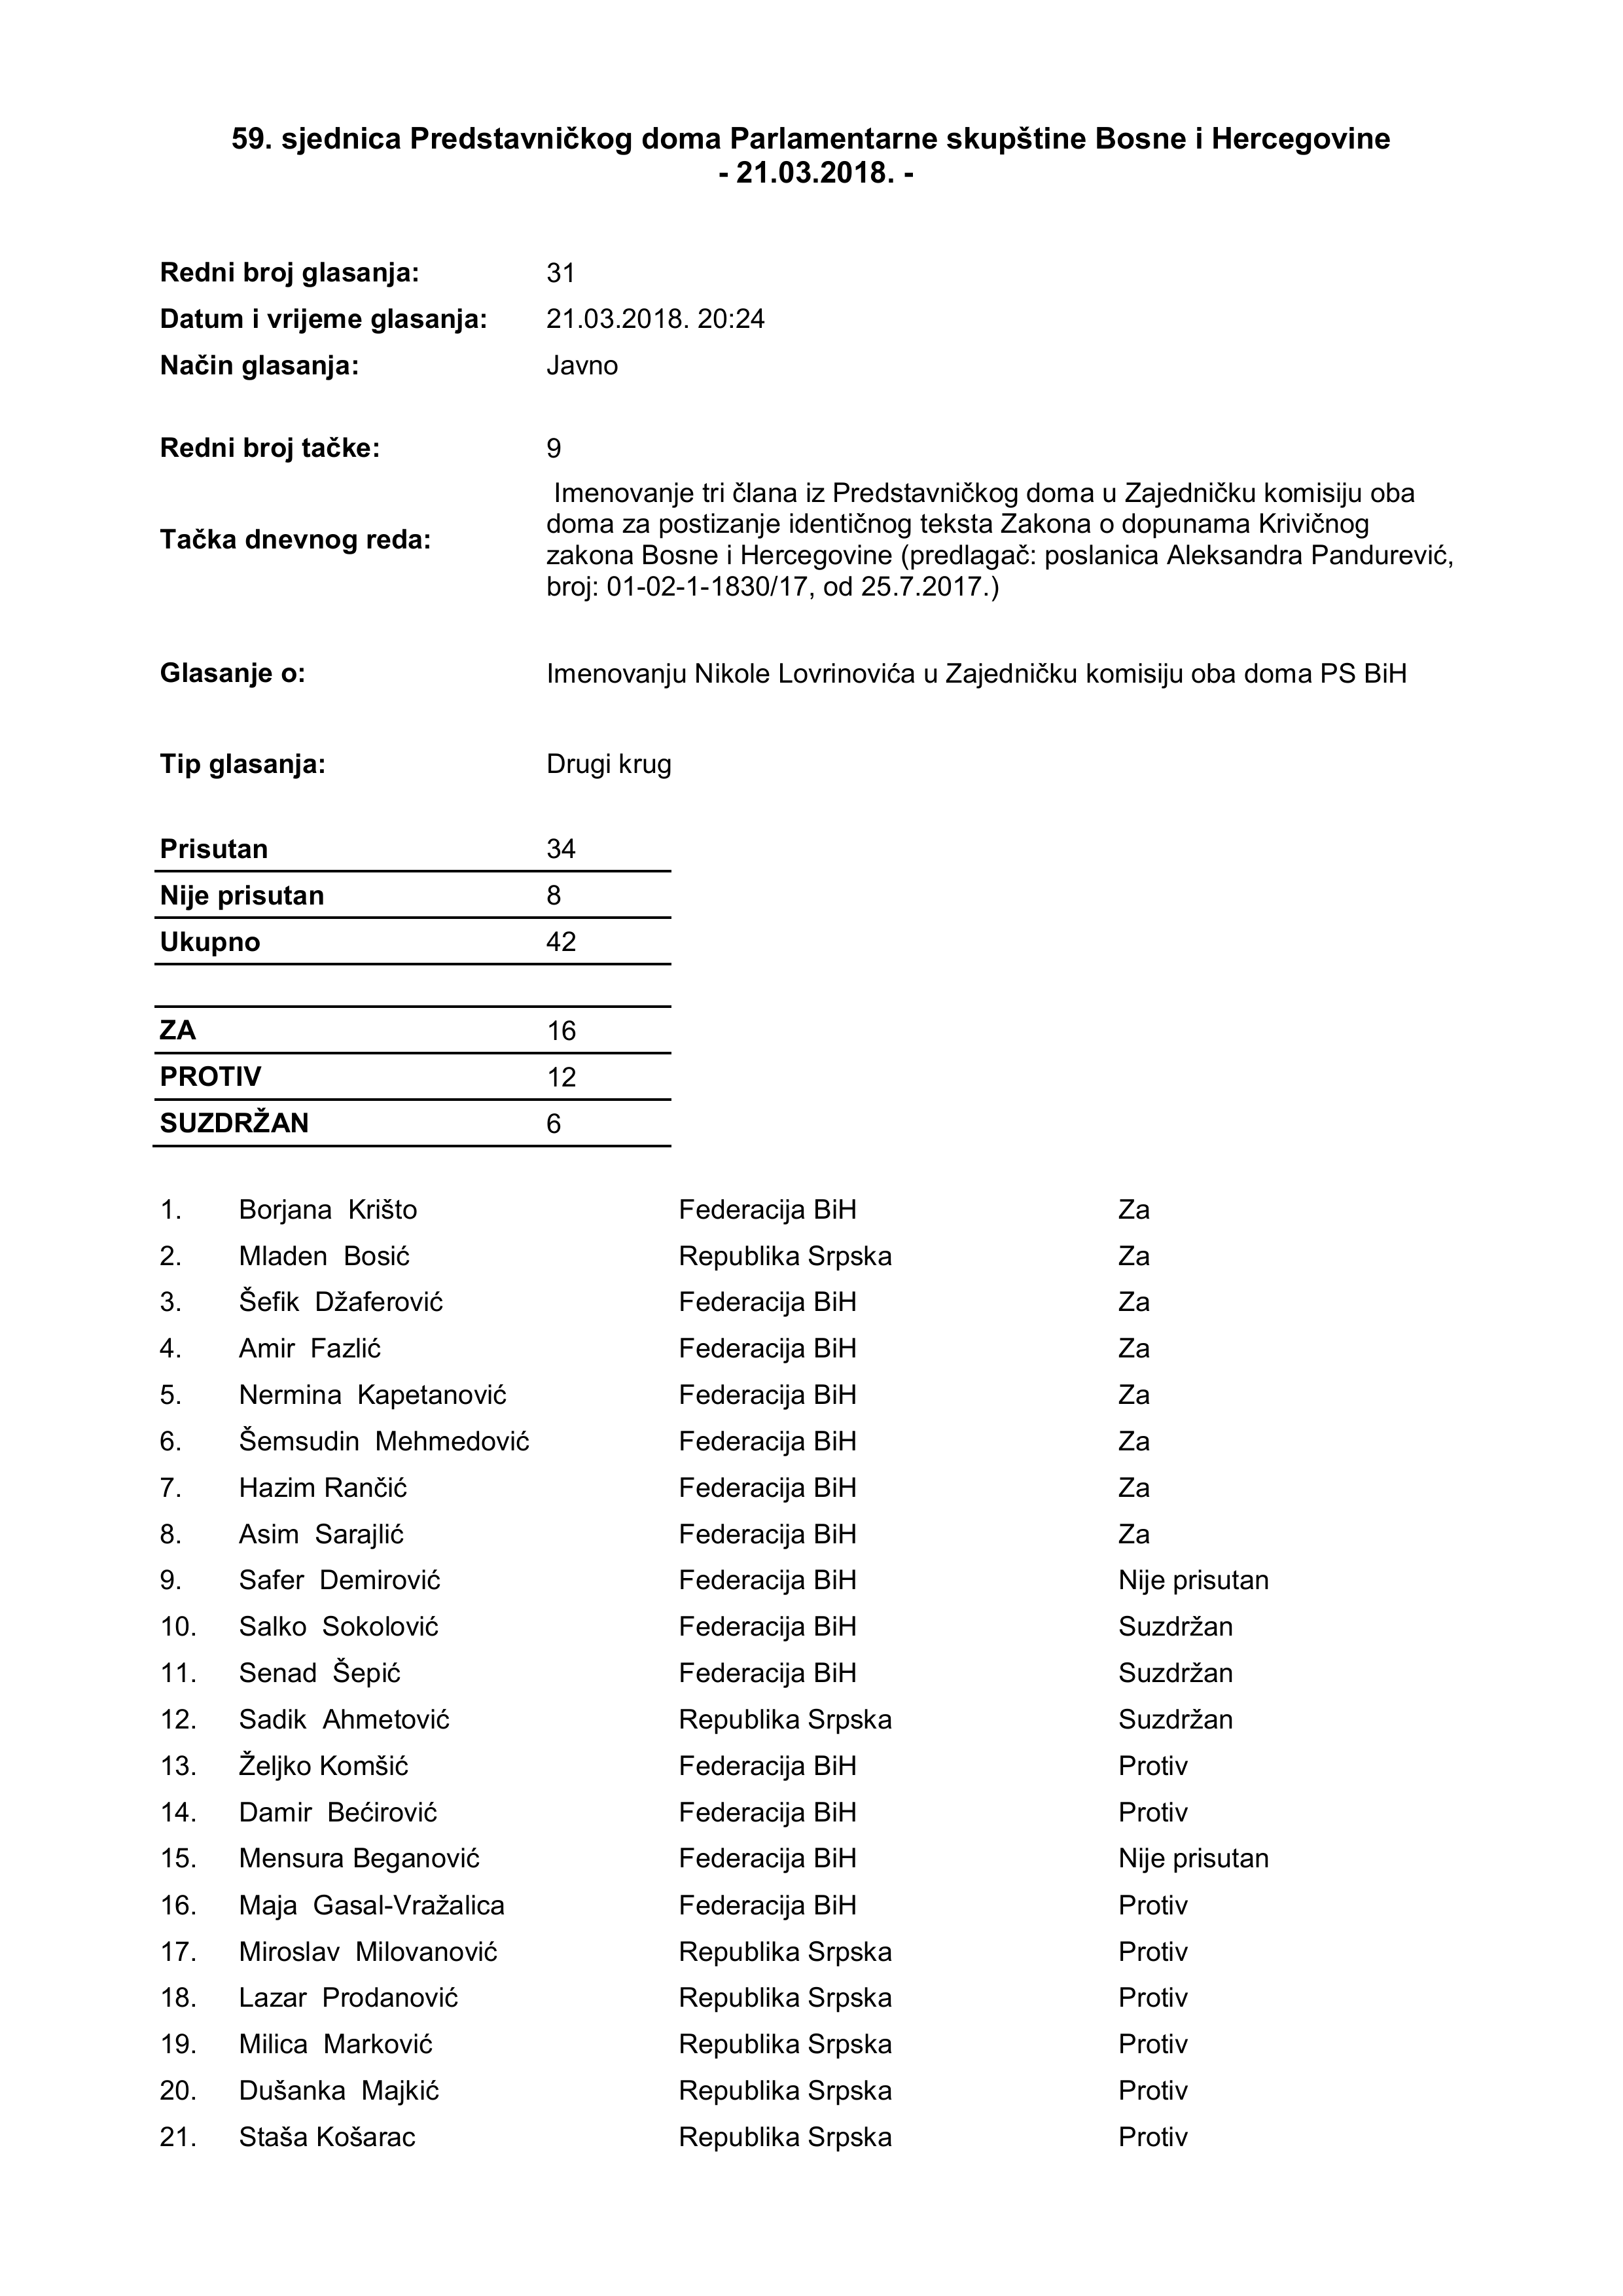 59. sjednica Predstavničkog doma Parlamentarne skupštine Bosne i Hercegovine
- 21.03.2018. -
Redni broj glasanja: 31
Datum i vrijeme glasanja: 21.03.2018. 20:24
Način glasanja: Javno
Redni broj tačke: 9
Tačka dnevnog reda: Imenovanje tri člana iz Predstavničkog doma u Zajedničku komisiju oba
doma za postizanje identičnog teksta Zakona o dopunama Krivičnog
zakona Bosne i Hercegovine (predlagač: poslanica Aleksandra Pandurević,
broj: 01-02-1-1830/17, od 25.7.2017.)
Glasanje o: Imenovanju Nikole Lovrinovića u Zajedničku komisiju oba doma PS BiH
Tip glasanja: Drugi krug
Prisutan 34
Nije prisutan 8
Ukupno 42
ZA 16
PROTIV 12
SUZDRŽAN 6
1. Borjana Krišto Federacija BiH Za
2. Mladen Bosić Republika Srpska Za
3. Šefik Džaferović Federacija BiH Za
4. Amir Fazlić Federacija BiH Za
5. Nermina Kapetanović Federacija BiH Za
6. Šemsudin Mehmedović Federacija BiH Za
7. Hazim Rančić Federacija BiH Za
8. Asim Sarajlić Federacija BiH Za
9. Safer Demirović Federacija BiH Nije prisutan
10. Salko Sokolović Federacija BiH Suzdržan
11. Senad Šepić Federacija BiH Suzdržan
12. Sadik Ahmetović Republika Srpska Suzdržan
13. Željko Komšić Federacija BiH Protiv
14. Damir Bećirović Federacija BiH Protiv
15. Mensura Beganović Federacija BiH Nije prisutan
16. Maja Gasal-Vražalica Federacija BiH Protiv
17. Miroslav Milovanović Republika Srpska Protiv
18. Lazar Prodanović Republika Srpska Protiv
19. Milica Marković Republika Srpska Protiv
20. Dušanka Majkić Republika Srpska Protiv
21. Staša Košarac Republika Srpska Protiv